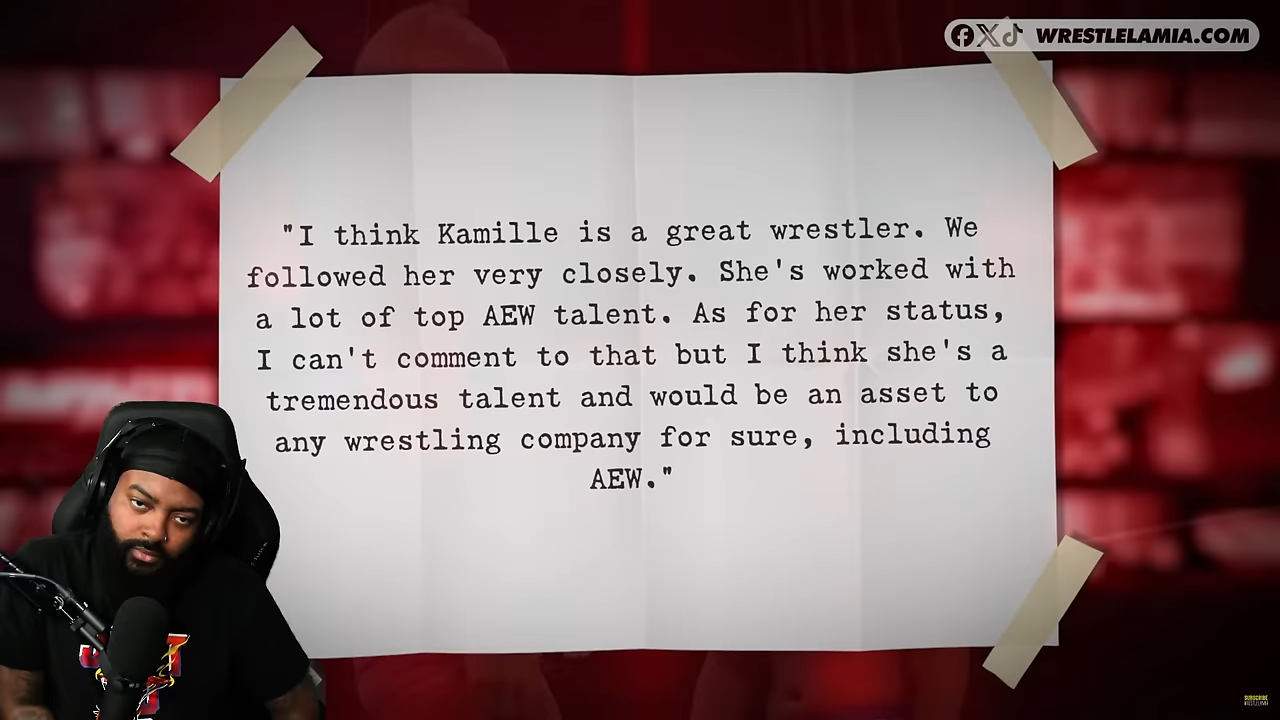 WRESTLELAMIA.COM
"I think Kamille is a great wrestler. We
followed her very closely. She's worked with
a lot of top AEW talent. As for her status,
I can't comment to that but I think she's a
tremendous talent and would be an asset to
any wrestling company for sure, including
AEW."
SUBSCRIBE
WRESTLELAMIA